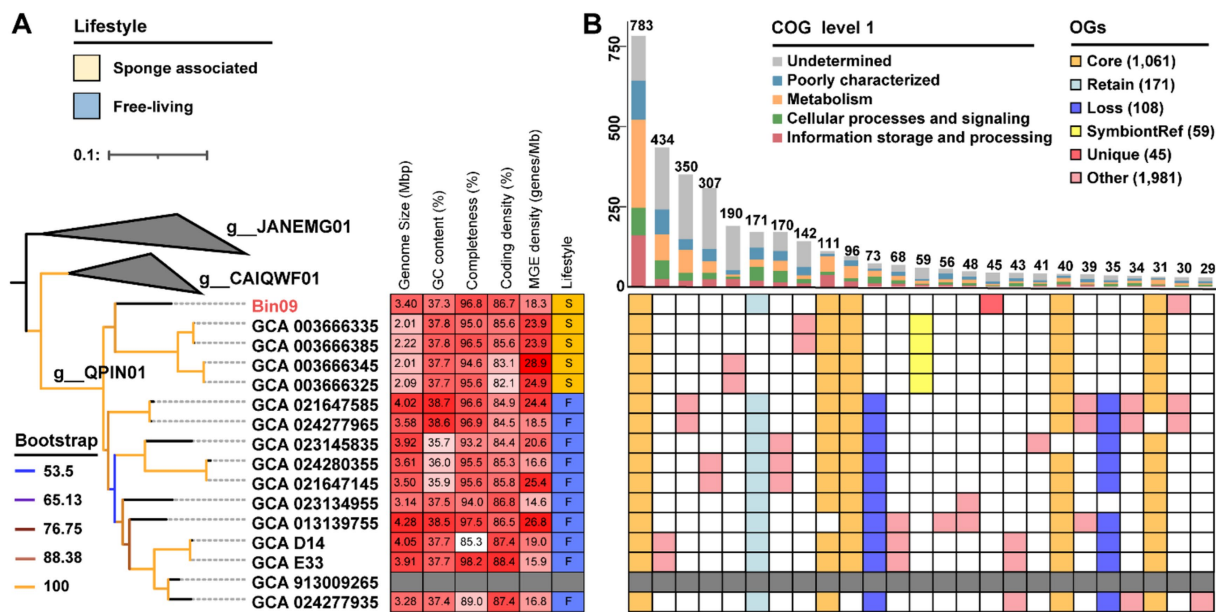 A
Lifestyle
Sponge associated
Free-living
0.1:
g__JANEMG01
g__CAIQWF01
g__QPIN01
Bootstrap
53.5
65.13
76.75
88.38
100
Genome Size (Mbp)
GC content (%)
Completeness (%)
Coding density (%)
MGE density (genes/Mb)
Lifestyle
Bin09 3.40 37.3 96.8 86.7 18.3 S
GCA 003666335 2.01 37.8 95.0 85.6 23.9 S
GCA 003666385 2.22 37.8 96.5 85.6 23.9 S
GCA 003666345 2.01 37.7 94.6 83.1 28.9 S
GCA 003666325 2.09 37.7 95.6 82.1 24.9 S
GCA 021647585 4.02 38.7 96.6 84.9 24.4 F
GCA 024277965 3.58 38.6 96.9 84.5 18.5 F
GCA 023145835 3.92 35.7 93.2 84.4 20.6 F
GCA 024280355 3.61 36.0 95.5 85.3 16.6 F
GCA 021647145 3.50 35.9 95.6 85.8 25.4 F
GCA 023134955 3.14 37.5 94.0 86.8 14.6 F
GCA 013139755 4.28 38.5 97.5 86.5 26.8 F
GCA D14 4.05 37.7 85.3 87.4 19.0 F
GCA E33 3.91 37.7 98.2 88.4 15.9 F
GCA 913009265
GCA 024277935 3.28 37.4 89.0 87.4 16.8 F
B
750
500
250
0
783 434 350 307 190 171 170 142 111 96 73 68 59 56 48 45 43 41 40 39 35 34 31 30 29
COG level 1
Undetermined
Poorly characterized
Metabolism
Cellular processes and signaling
Information storage and processing
OGs
Core (1,061)
Retain (171)
Loss (108)
SymbiontRef (59)
Unique (45)
Other (1,981)